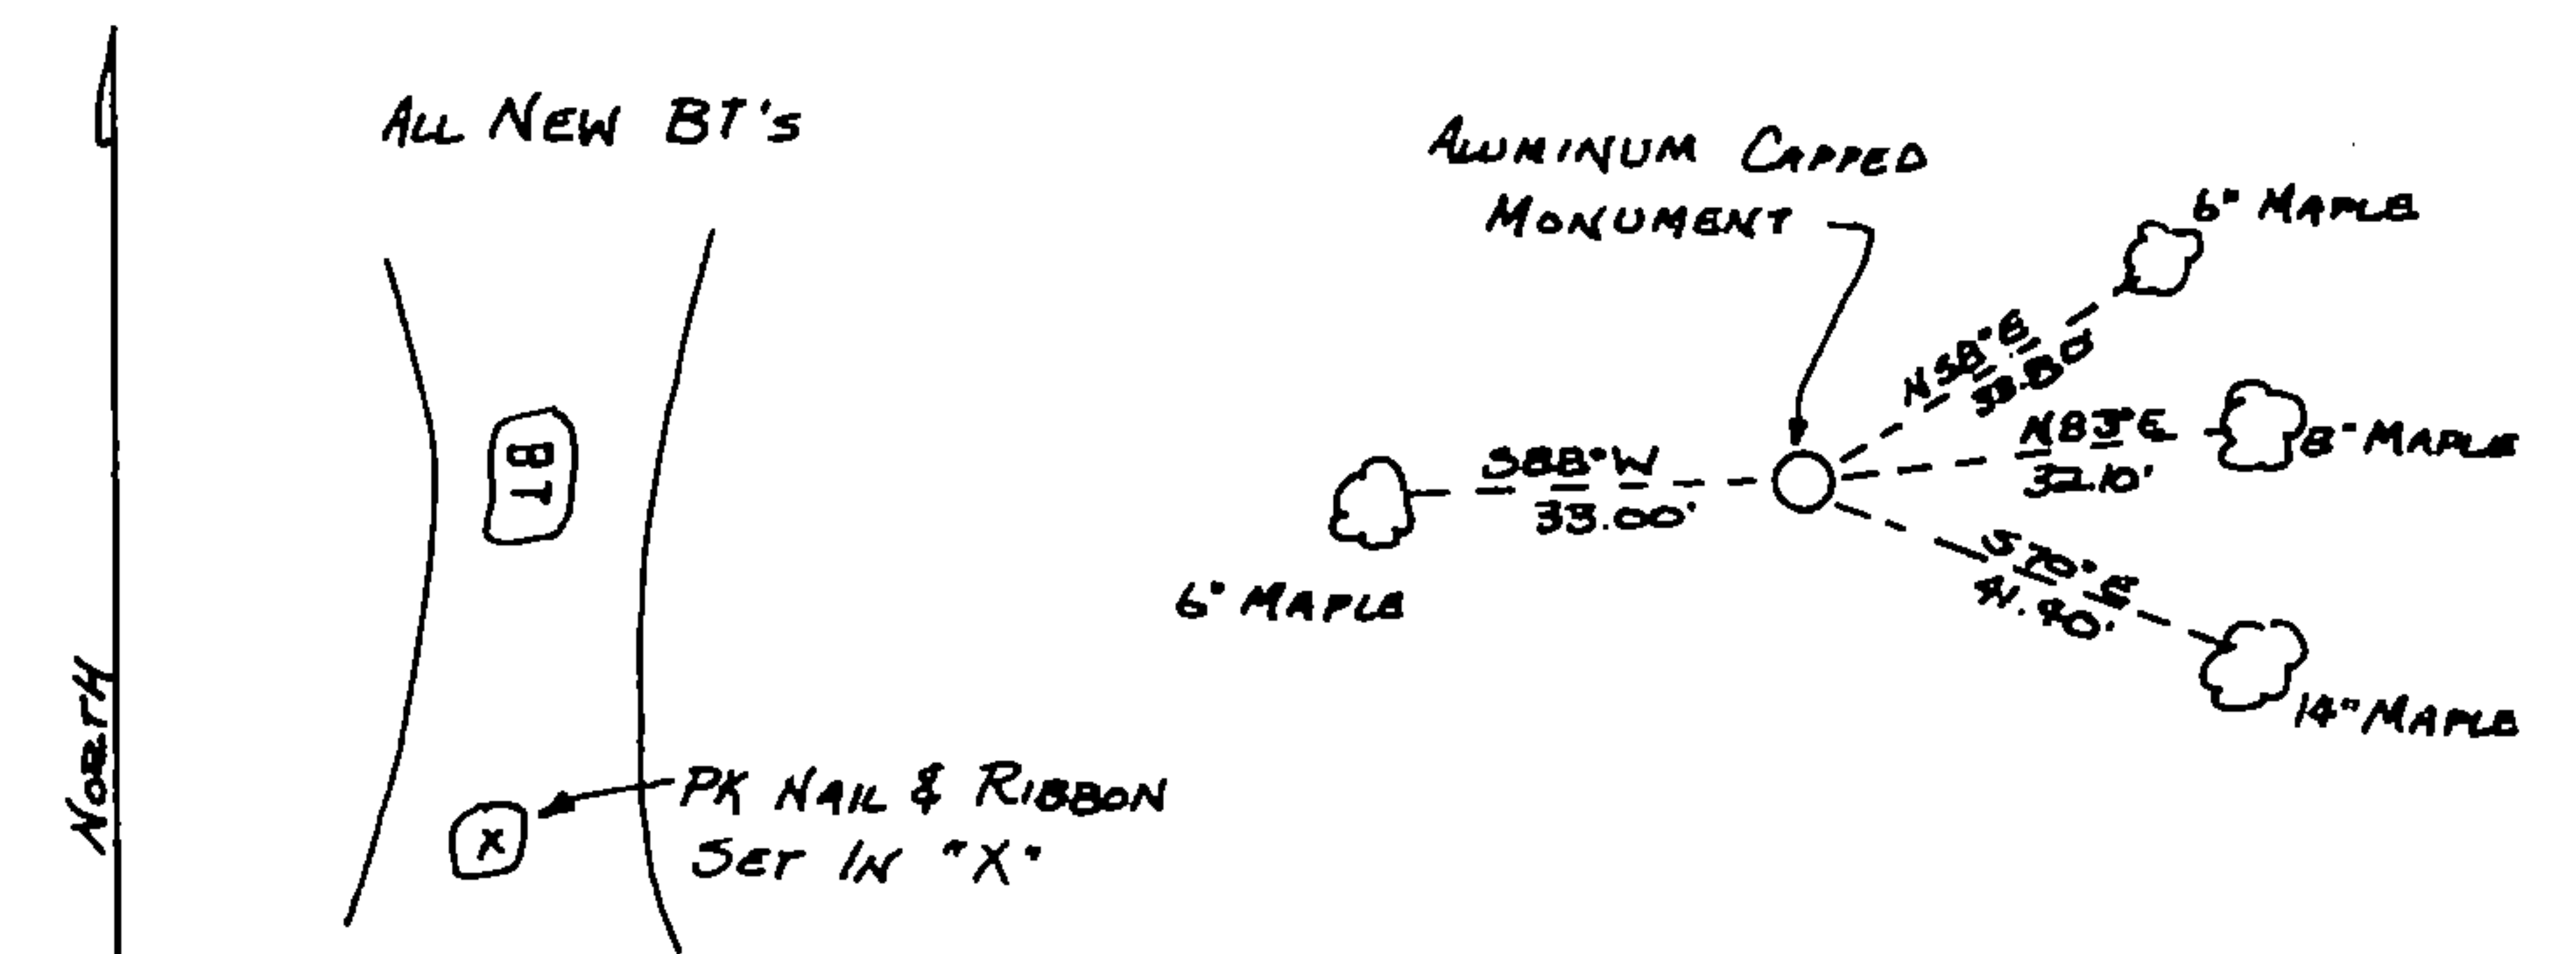 ALL NEW BT's
ALUMINUM CAPPED
MONUMENT
6" MAPLE
N58°E
33.80
N83°E
32.10'
8" MAPLE
S88°W
33.00'
6" MAPLE
S70°E
41.40'
14" MAPLE
BT
X
PK NAIL & RIBBON
SET IN "X"
NORTH